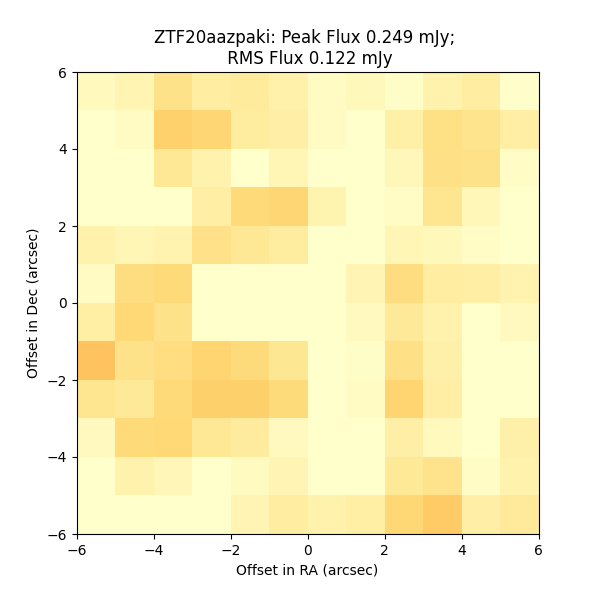 ZTF20aazpaki: Peak Flux 0.249 mJy;
RMS Flux 0.122 mJy
6
4
2
0
−2
−4
−6
Offset in Dec (arcsec)
−6 −4 −2 0 2 4 6
Offset in RA (arcsec)